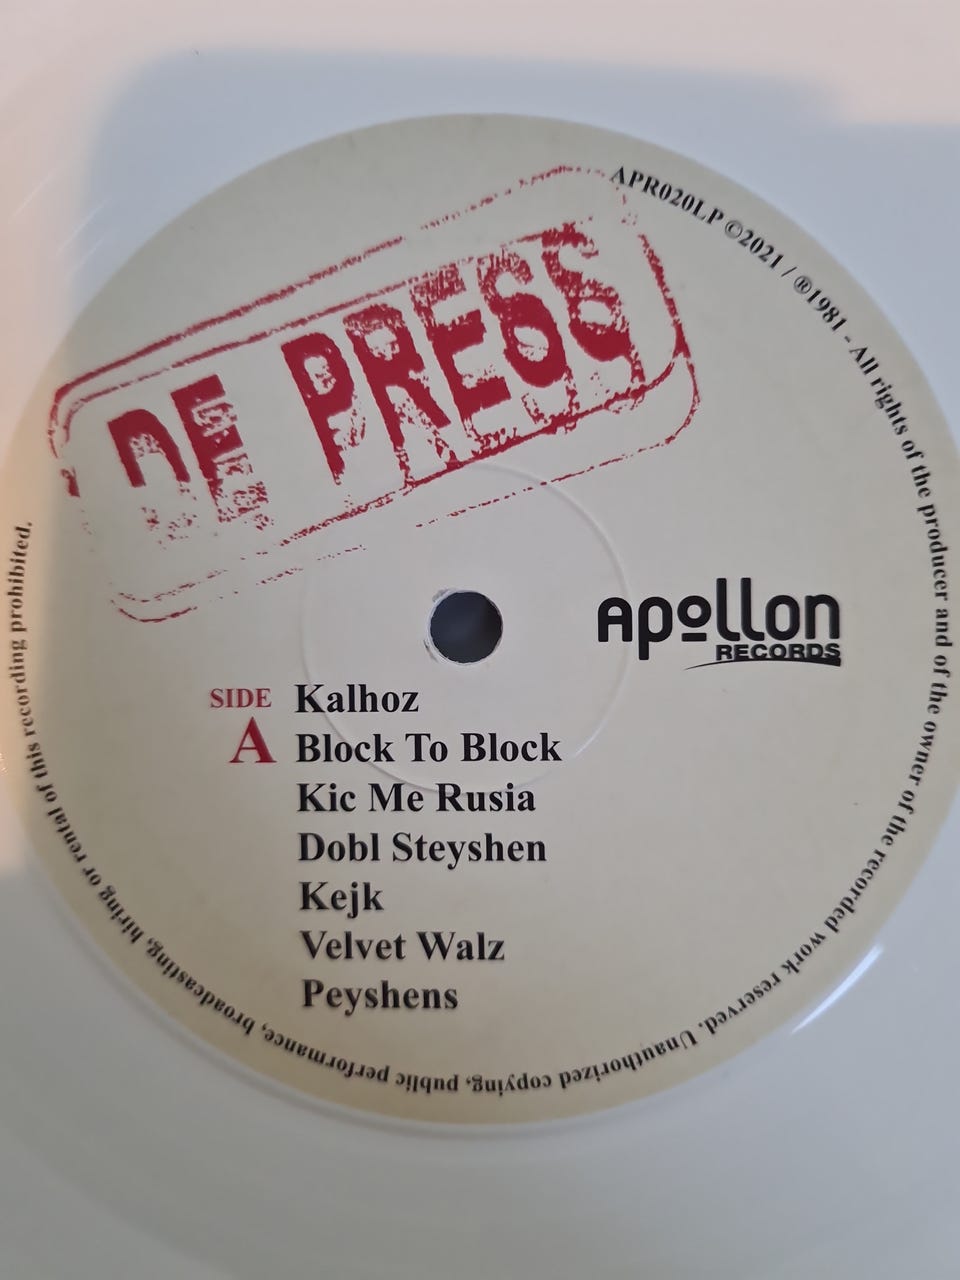 DE PRESS
APR020LP ©2021 / ®1981 - All rights of the producer and of the owner of the recorded work reserved. Unauthorized copying, public performance, broadcasting, hiring or rental of this recording prohibited.
Apollon
RECORDS
SIDE
A
Kalhoz
Block To Block
Kic Me Rusia
Dobl Steyshen
Kejk
Velvet Walz
Peyshens